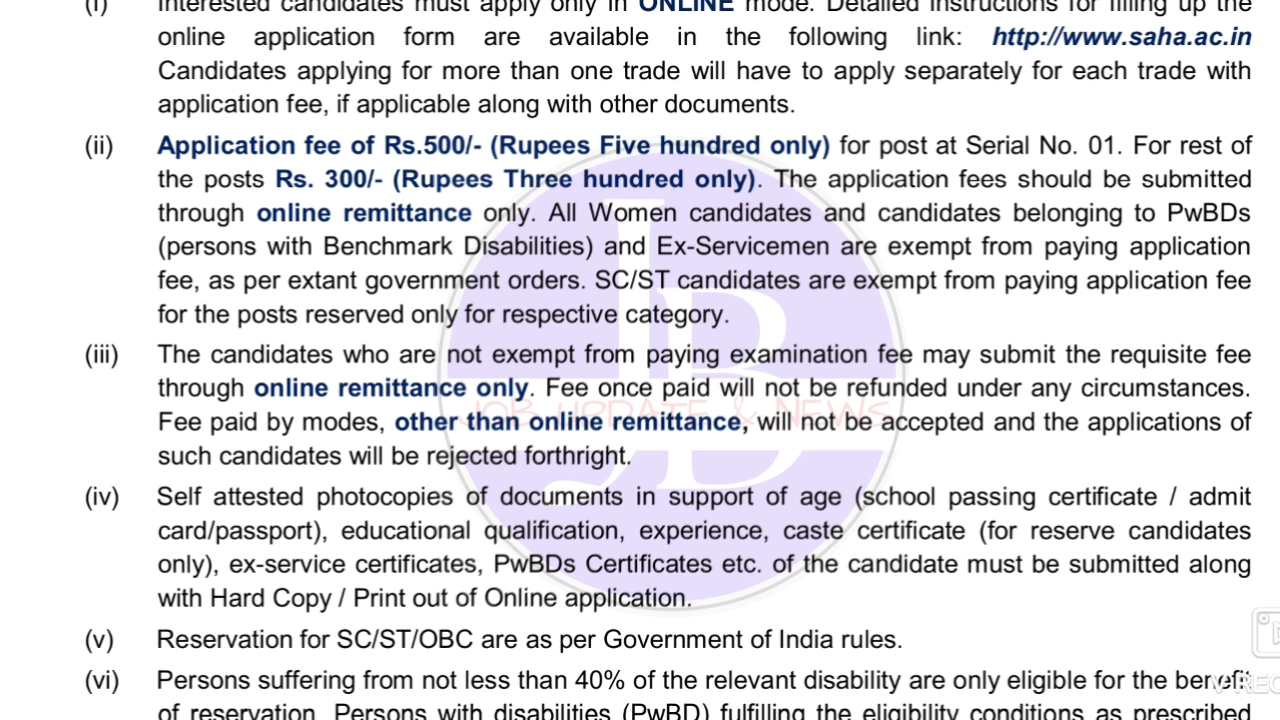 (i) Interested candidates must apply only in ONLINE mode. Detailed instructions for filling up the
online application form are available in the following link: http://www.saha.ac.in
Candidates applying for more than one trade will have to apply separately for each trade with
application fee, if applicable along with other documents.
(ii) Application fee of Rs.500/- (Rupees Five hundred only) for post at Serial No. 01. For rest of
the posts Rs. 300/- (Rupees Three hundred only). The application fees should be submitted
through online remittance only. All Women candidates and candidates belonging to PwBDs
(persons with Benchmark Disabilities) and Ex-Servicemen are exempt from paying application
fee, as per extant government orders. SC/ST candidates are exempt from paying application fee
for the posts reserved only for respective category.
(iii) The candidates who are not exempt from paying examination fee may submit the requisite fee
through online remittance only. Fee once paid will not be refunded under any circumstances.
JOB UPDATE & NEWS
Fee paid by modes, other than online remittance, will not be accepted and the applications of
such candidates will be rejected forthright.
(iv) Self attested photocopies of documents in support of age (school passing certificate / admit
card/passport), educational qualification, experience, caste certificate (for reserve candidates
only), ex-service certificates, PwBDs Certificates etc. of the candidate must be submitted along
with Hard Copy / Print out of Online application.
(v) Reservation for SC/ST/OBC are as per Government of India rules.
(vi) Persons suffering from not less than 40% of the relevant disability are only eligible for the benefit
of reservation. Persons with disabilities (PwBD) fulfilling the eligibility conditions as prescribed